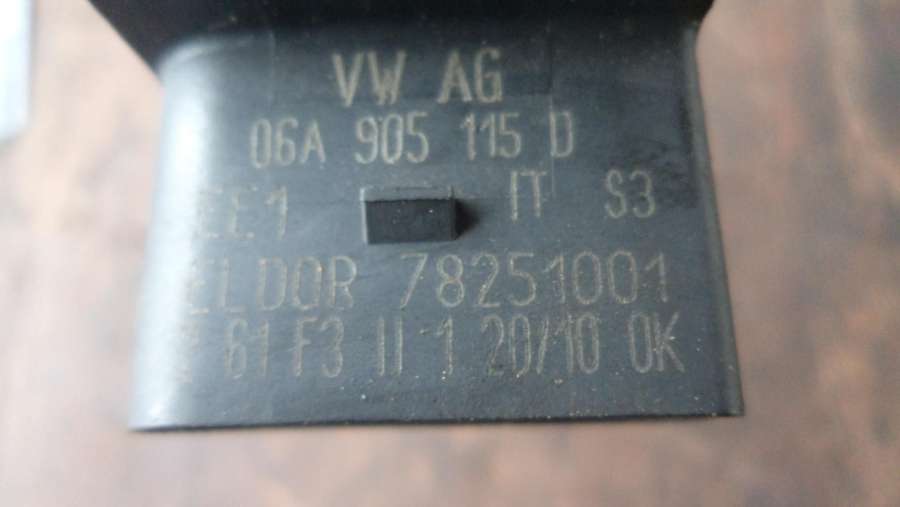 VW AG
06A 905 115 D
EE1 IT S3
ELDOR 78251001
61 F3 II 1 20/10 OK